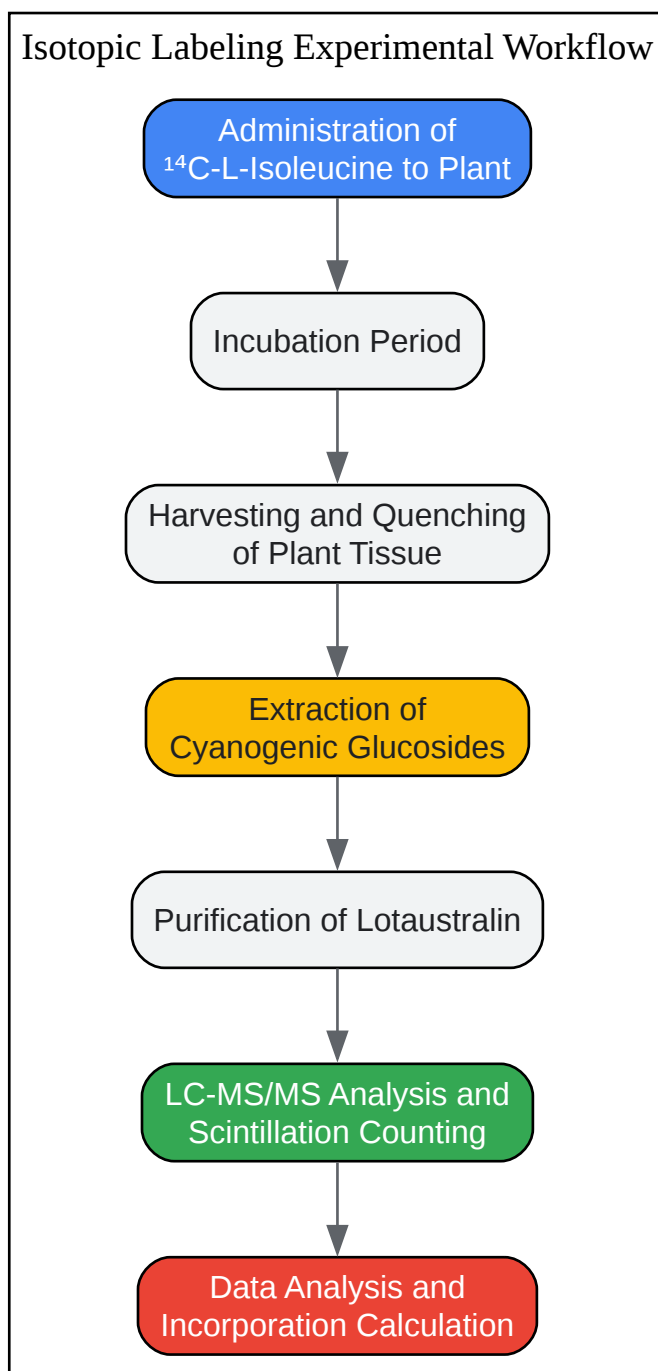 Isotopic Labeling Experimental Workflow
Administration of
¹⁴C-L-Isoleucine to Plant
Incubation Period
Harvesting and Quenching
of Plant Tissue
Extraction of
Cyanogenic Glucosides
Purification of Lotaustralin
LC-MS/MS Analysis and
Scintillation Counting
Data Analysis and
Incorporation Calculation